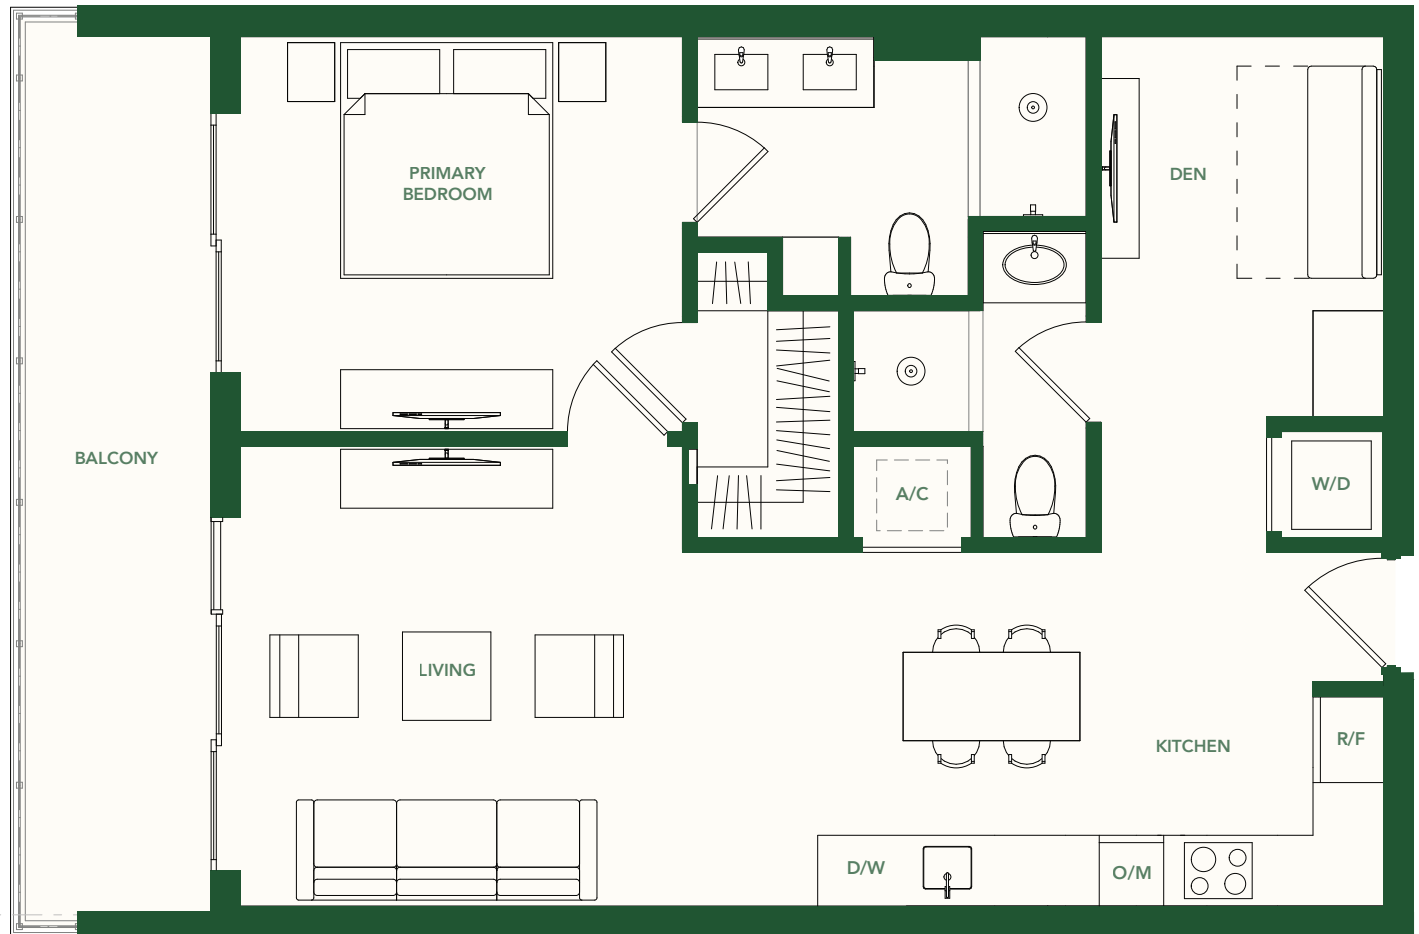 PRIMARY
BEDROOM
DEN
BALCONY
A/C
W/D
LIVING
KITCHEN
R/F
D/W
O/M